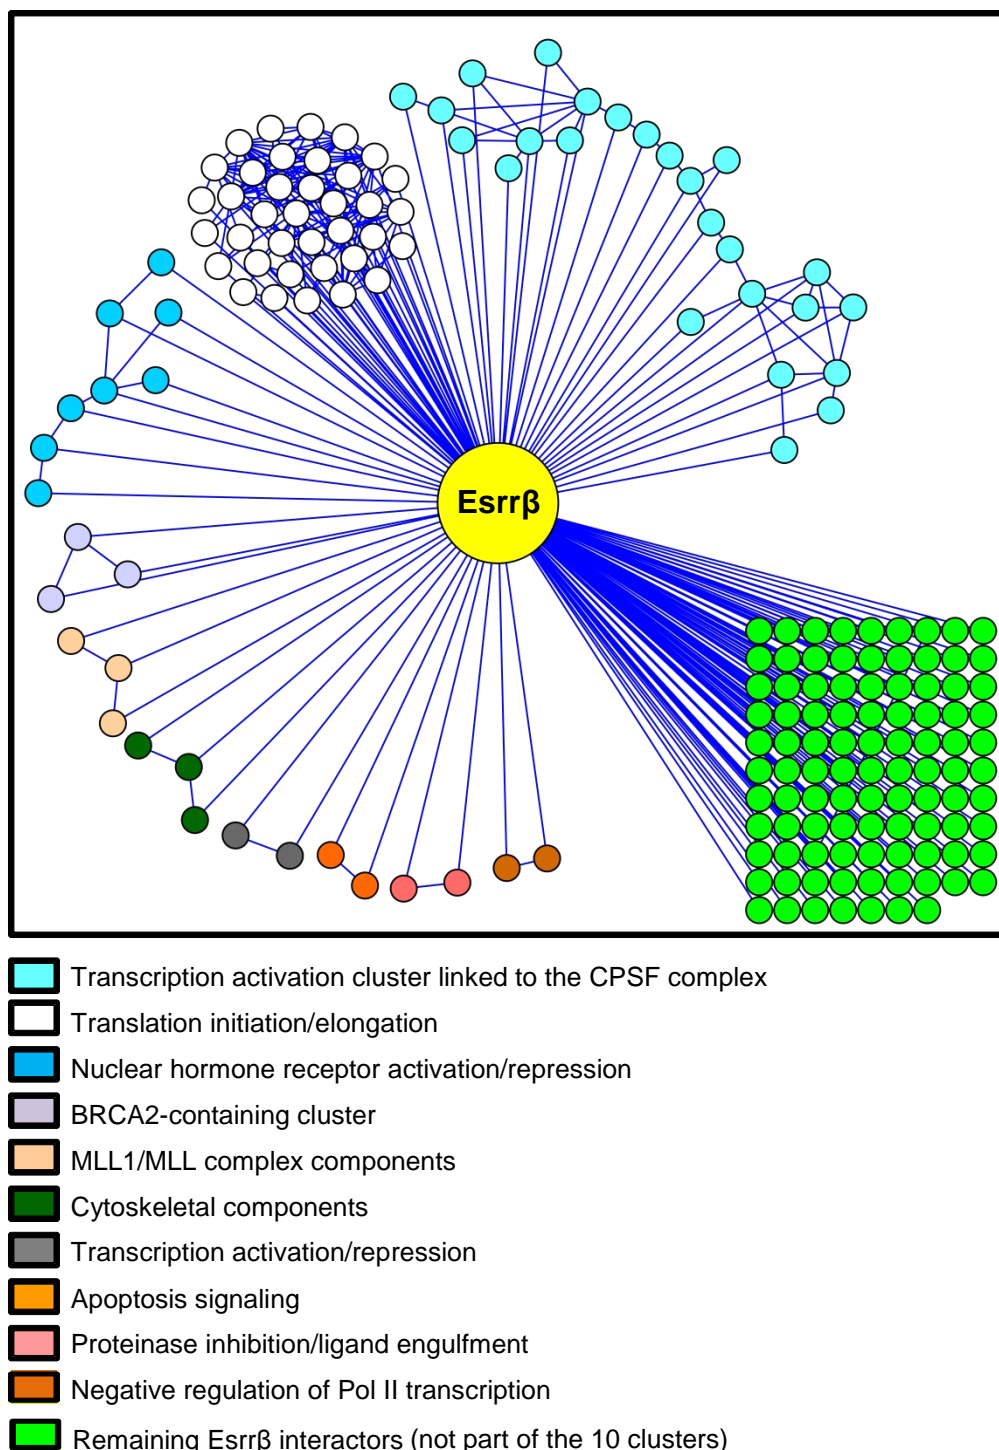 Esrrβ
Transcription activation cluster linked to the CPSF complex
Translation initiation/elongation
Nuclear hormone receptor activation/repression
BRCA2-containing cluster
MLL1/MLL complex components
Cytoskeletal components
Transcription activation/repression
Apoptosis signaling
Proteinase inhibition/ligand engulfment
Negative regulation of Pol II transcription
Remaining Esrrβ interactors (not part of the 10 clusters)